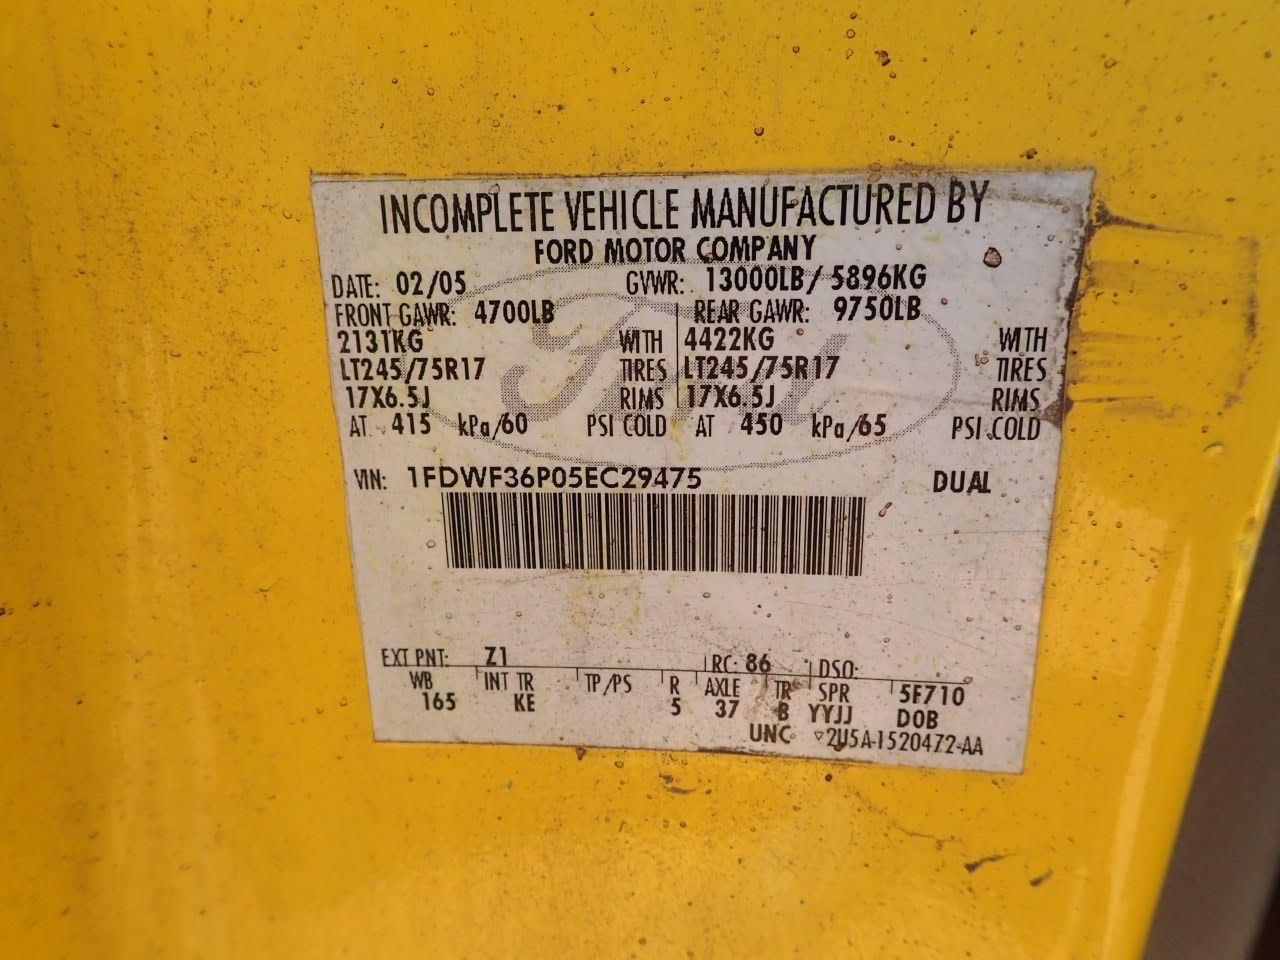 INCOMPLETE VEHICLE MANUFACTURED BY
FORD MOTOR COMPANY
DATE: 02/05 GVWR: 13000LB/ 5896KG
FRONT GAWR: 4700LB REAR GAWR: 9750LB
2131KG WITH 4422KG WITH
LT245/75R17 TIRES LT245/75R17 TIRES
17X6.5J RIMS 17X6.5J RIMS
AT 415 kPa/60 PSI COLD AT 450 kPa/65 PSI COLD
VIN: 1FDWF36P05EC29475 DUAL
EXT PNT: Z1 RC: 86 DSO:
WB INT TR TP/PS R AXLE TR SPR 5F710
165 KE 5 37 B YYJJ DOB
UNC ▽2U5A-1520472-AA
Ford